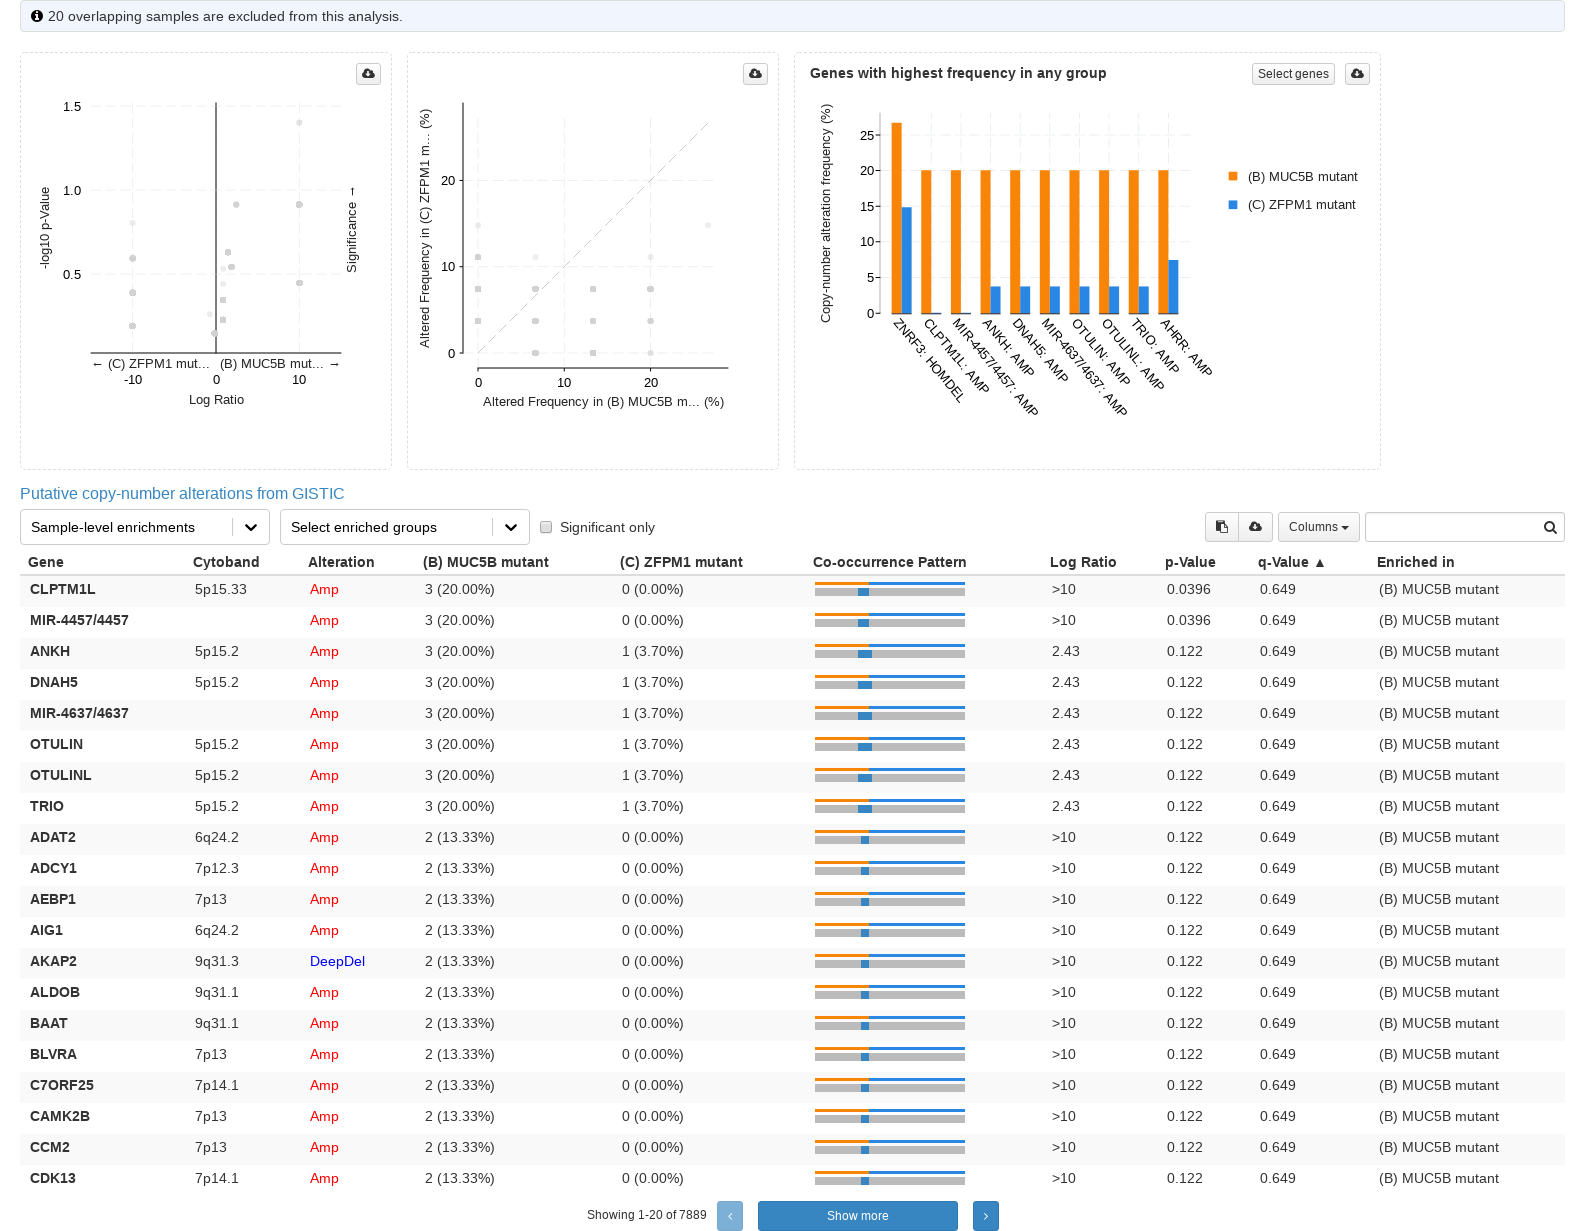 20 overlapping samples are excluded from this analysis.
1.5
1.0
0.5
-log10 p-Value
Significance →
← (C) ZFPM1 mut... (B) MUC5B mut... →
-10 0 10
Log Ratio
Altered Frequency in (C) ZFPM1 m... (%)
20
10
0
0 10 20
Altered Frequency in (B) MUC5B m... (%)
Genes with highest frequency in any group
Select genes
Copy-number alteration frequency (%)
25
20
15
10
5
0
ZNRF3: HOMDEL
CLPTM1L: AMP
MIR-4457/4457: AMP
ANKH: AMP
DNAH5: AMP
MIR-4637/4637: AMP
OTULIN: AMP
OTULINL: AMP
TRIO: AMP
AHRR: AMP
(B) MUC5B mutant
(C) ZFPM1 mutant
Putative copy-number alterations from GISTIC
Sample-level enrichments Select enriched groups Significant only Columns
Gene Cytoband Alteration (B) MUC5B mutant (C) ZFPM1 mutant Co-occurrence Pattern Log Ratio p-Value q-Value ▲ Enriched in
CLPTM1L 5p15.33 Amp 3 (20.00%) 0 (0.00%) >10 0.0396 0.649 (B) MUC5B mutant
MIR-4457/4457 Amp 3 (20.00%) 0 (0.00%) >10 0.0396 0.649 (B) MUC5B mutant
ANKH 5p15.2 Amp 3 (20.00%) 1 (3.70%) 2.43 0.122 0.649 (B) MUC5B mutant
DNAH5 5p15.2 Amp 3 (20.00%) 1 (3.70%) 2.43 0.122 0.649 (B) MUC5B mutant
MIR-4637/4637 Amp 3 (20.00%) 1 (3.70%) 2.43 0.122 0.649 (B) MUC5B mutant
OTULIN 5p15.2 Amp 3 (20.00%) 1 (3.70%) 2.43 0.122 0.649 (B) MUC5B mutant
OTULINL 5p15.2 Amp 3 (20.00%) 1 (3.70%) 2.43 0.122 0.649 (B) MUC5B mutant
TRIO 5p15.2 Amp 3 (20.00%) 1 (3.70%) 2.43 0.122 0.649 (B) MUC5B mutant
ADAT2 6q24.2 Amp 2 (13.33%) 0 (0.00%) >10 0.122 0.649 (B) MUC5B mutant
ADCY1 7p12.3 Amp 2 (13.33%) 0 (0.00%) >10 0.122 0.649 (B) MUC5B mutant
AEBP1 7p13 Amp 2 (13.33%) 0 (0.00%) >10 0.122 0.649 (B) MUC5B mutant
AIG1 6q24.2 Amp 2 (13.33%) 0 (0.00%) >10 0.122 0.649 (B) MUC5B mutant
AKAP2 9q31.3 DeepDel 2 (13.33%) 0 (0.00%) >10 0.122 0.649 (B) MUC5B mutant
ALDOB 9q31.1 Amp 2 (13.33%) 0 (0.00%) >10 0.122 0.649 (B) MUC5B mutant
BAAT 9q31.1 Amp 2 (13.33%) 0 (0.00%) >10 0.122 0.649 (B) MUC5B mutant
BLVRA 7p13 Amp 2 (13.33%) 0 (0.00%) >10 0.122 0.649 (B) MUC5B mutant
C7ORF25 7p14.1 Amp 2 (13.33%) 0 (0.00%) >10 0.122 0.649 (B) MUC5B mutant
CAMK2B 7p13 Amp 2 (13.33%) 0 (0.00%) >10 0.122 0.649 (B) MUC5B mutant
CCM2 7p13 Amp 2 (13.33%) 0 (0.00%) >10 0.122 0.649 (B) MUC5B mutant
CDK13 7p14.1 Amp 2 (13.33%) 0 (0.00%) >10 0.122 0.649 (B) MUC5B mutant
Showing 1-20 of 7889 ‹ Show more ›